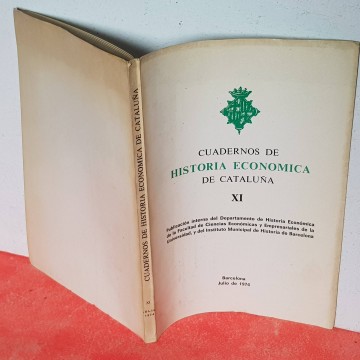 CUADERNOS DE
HISTORIA ECONOMICA
DE CATALUÑA
XI
Publicación interna del Departamento de Historia Económica
de la Facultad de Ciencias Económicas y Empresariales de la
Universidad, y del Instituto Municipal de Historia de Barcelona
Barcelona
Julio de 1974
CUADERNOS DE HISTORIA ECONOMICA DE CATALUÑA
XI